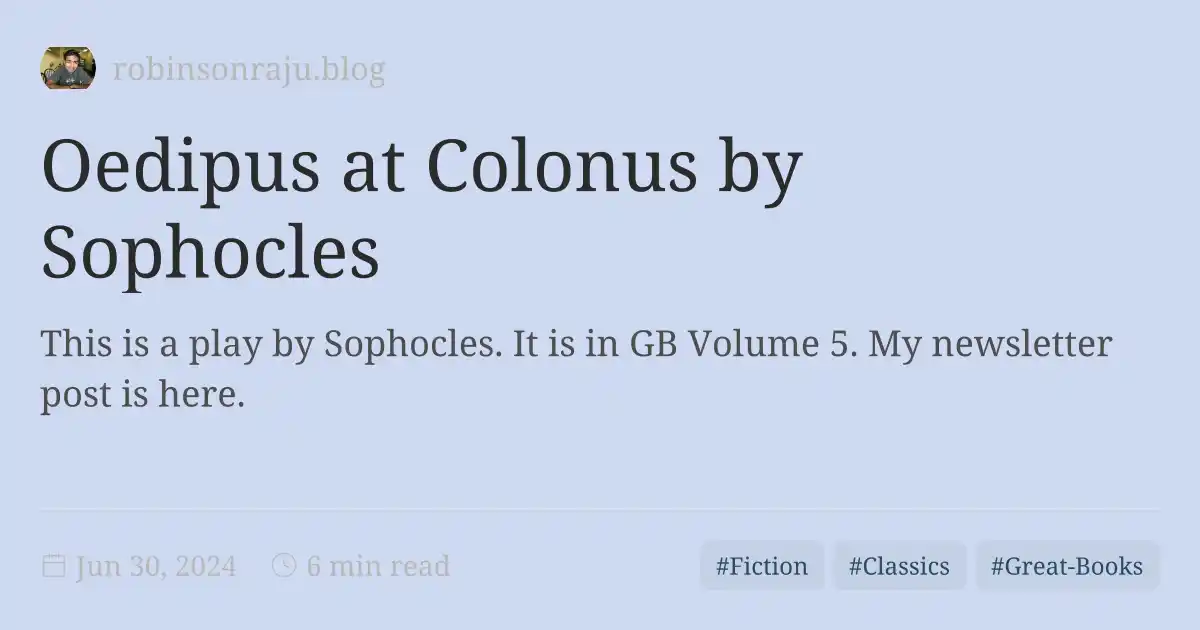 robinsonraju.blog
Oedipus at Colonus by
Sophocles
This is a play by Sophocles. It is in GB Volume 5. My newsletter
post is here.
Jun 30, 2024
6 min read
#Fiction
#Classics
#Great-Books